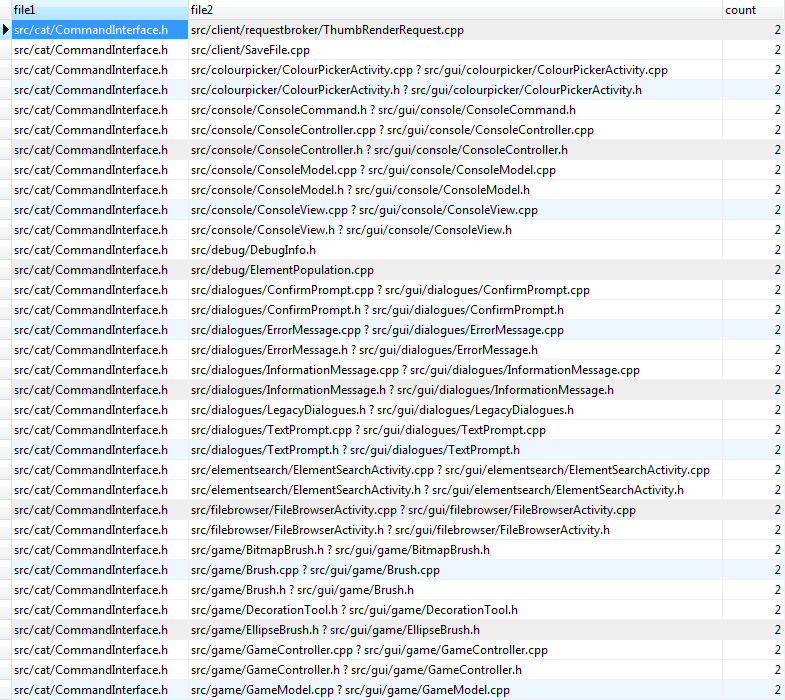 file1 file2 count
src/cat/CommandInterface.h src/client/requestbroker/ThumbRenderRequest.cpp 2
src/cat/CommandInterface.h src/client/SaveFile.cpp 2
src/cat/CommandInterface.h src/colourpicker/ColourPickerActivity.cpp ? src/gui/colourpicker/ColourPickerActivity.cpp 2
src/cat/CommandInterface.h src/colourpicker/ColourPickerActivity.h ? src/gui/colourpicker/ColourPickerActivity.h 2
src/cat/CommandInterface.h src/console/ConsoleCommand.h ? src/gui/console/ConsoleCommand.h 2
src/cat/CommandInterface.h src/console/ConsoleController.cpp ? src/gui/console/ConsoleController.cpp 2
src/cat/CommandInterface.h src/console/ConsoleController.h ? src/gui/console/ConsoleController.h 2
src/cat/CommandInterface.h src/console/ConsoleModel.cpp ? src/gui/console/ConsoleModel.cpp 2
src/cat/CommandInterface.h src/console/ConsoleModel.h ? src/gui/console/ConsoleModel.h 2
src/cat/CommandInterface.h src/console/ConsoleView.cpp ? src/gui/console/ConsoleView.cpp 2
src/cat/CommandInterface.h src/console/ConsoleView.h ? src/gui/console/ConsoleView.h 2
src/cat/CommandInterface.h src/debug/DebugInfo.h 2
src/cat/CommandInterface.h src/debug/ElementPopulation.cpp 2
src/cat/CommandInterface.h src/dialogues/ConfirmPrompt.cpp ? src/gui/dialogues/ConfirmPrompt.cpp 2
src/cat/CommandInterface.h src/dialogues/ConfirmPrompt.h ? src/gui/dialogues/ConfirmPrompt.h 2
src/cat/CommandInterface.h src/dialogues/ErrorMessage.cpp ? src/gui/dialogues/ErrorMessage.cpp 2
src/cat/CommandInterface.h src/dialogues/ErrorMessage.h ? src/gui/dialogues/ErrorMessage.h 2
src/cat/CommandInterface.h src/dialogues/InformationMessage.cpp ? src/gui/dialogues/InformationMessage.cpp 2
src/cat/CommandInterface.h src/dialogues/InformationMessage.h ? src/gui/dialogues/InformationMessage.h 2
src/cat/CommandInterface.h src/dialogues/LegacyDialogues.h ? src/gui/dialogues/LegacyDialogues.h 2
src/cat/CommandInterface.h src/dialogues/TextPrompt.cpp ? src/gui/dialogues/TextPrompt.cpp 2
src/cat/CommandInterface.h src/dialogues/TextPrompt.h ? src/gui/dialogues/TextPrompt.h 2
src/cat/CommandInterface.h src/elementsearch/ElementSearchActivity.cpp ? src/gui/elementsearch/ElementSearchActivity.cpp 2
src/cat/CommandInterface.h src/elementsearch/ElementSearchActivity.h ? src/gui/elementsearch/ElementSearchActivity.h 2
src/cat/CommandInterface.h src/filebrowser/FileBrowserActivity.cpp ? src/gui/filebrowser/FileBrowserActivity.cpp 2
src/cat/CommandInterface.h src/filebrowser/FileBrowserActivity.h ? src/gui/filebrowser/FileBrowserActivity.h 2
src/cat/CommandInterface.h src/game/BitmapBrush.h ? src/gui/game/BitmapBrush.h 2
src/cat/CommandInterface.h src/game/Brush.cpp ? src/gui/game/Brush.cpp 2
src/cat/CommandInterface.h src/game/Brush.h ? src/gui/game/Brush.h 2
src/cat/CommandInterface.h src/game/DecorationTool.h ? src/gui/game/DecorationTool.h 2
src/cat/CommandInterface.h src/game/EllipseBrush.h ? src/gui/game/EllipseBrush.h 2
src/cat/CommandInterface.h src/game/GameController.cpp ? src/gui/game/GameController.cpp 2
src/cat/CommandInterface.h src/game/GameController.h ? src/gui/game/GameController.h 2
src/cat/CommandInterface.h src/game/GameModel.cpp ? src/gui/game/GameModel.cpp 2